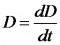 D = dD/dt